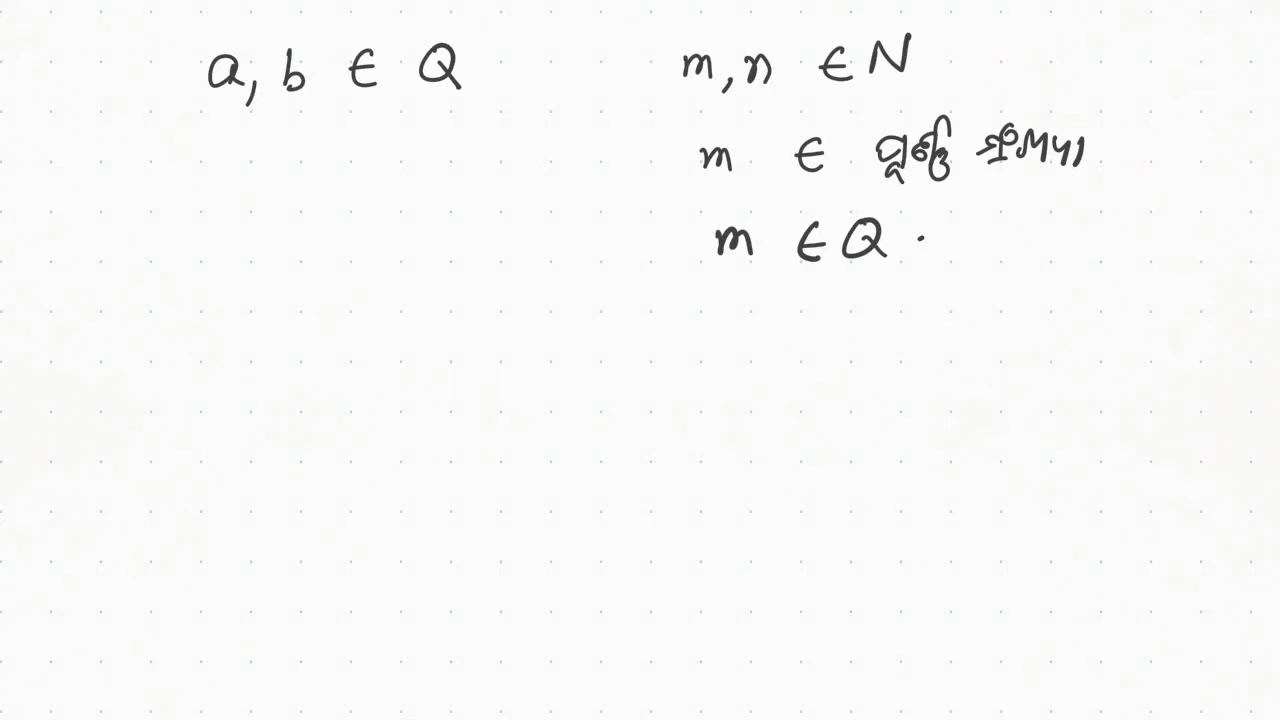 a, b ∈ Q
m, n ∈ N
m ∈ ପୂର୍ଣ୍ଣ ସଂଖ୍ୟା
m ∈ Q .